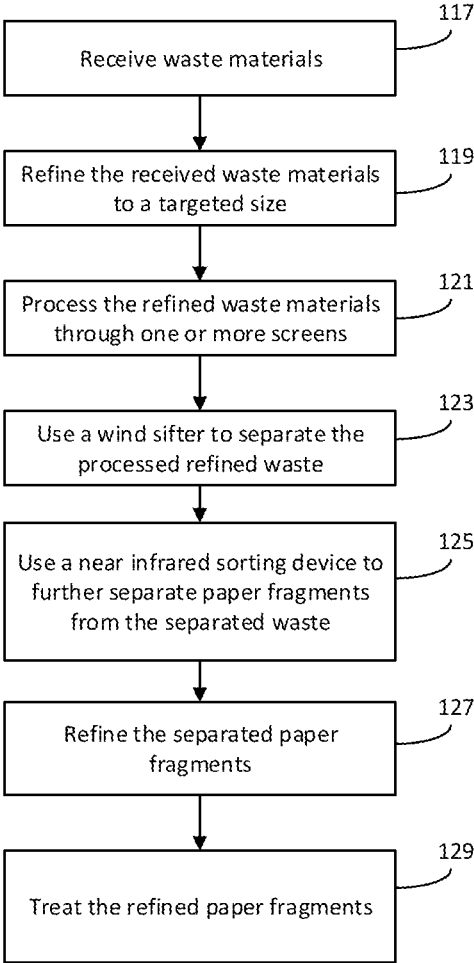 117
Receive waste materials
119
Refine the received waste materials
to a targeted size
121
Process the refined waste materials
through one or more screens
123
Use a wind sifter to separate the
processed refined waste
125
Use a near infrared sorting device to
further separate paper fragments
from the separated waste
127
Refine the separated paper
fragments
129
Treat the refined paper fragments